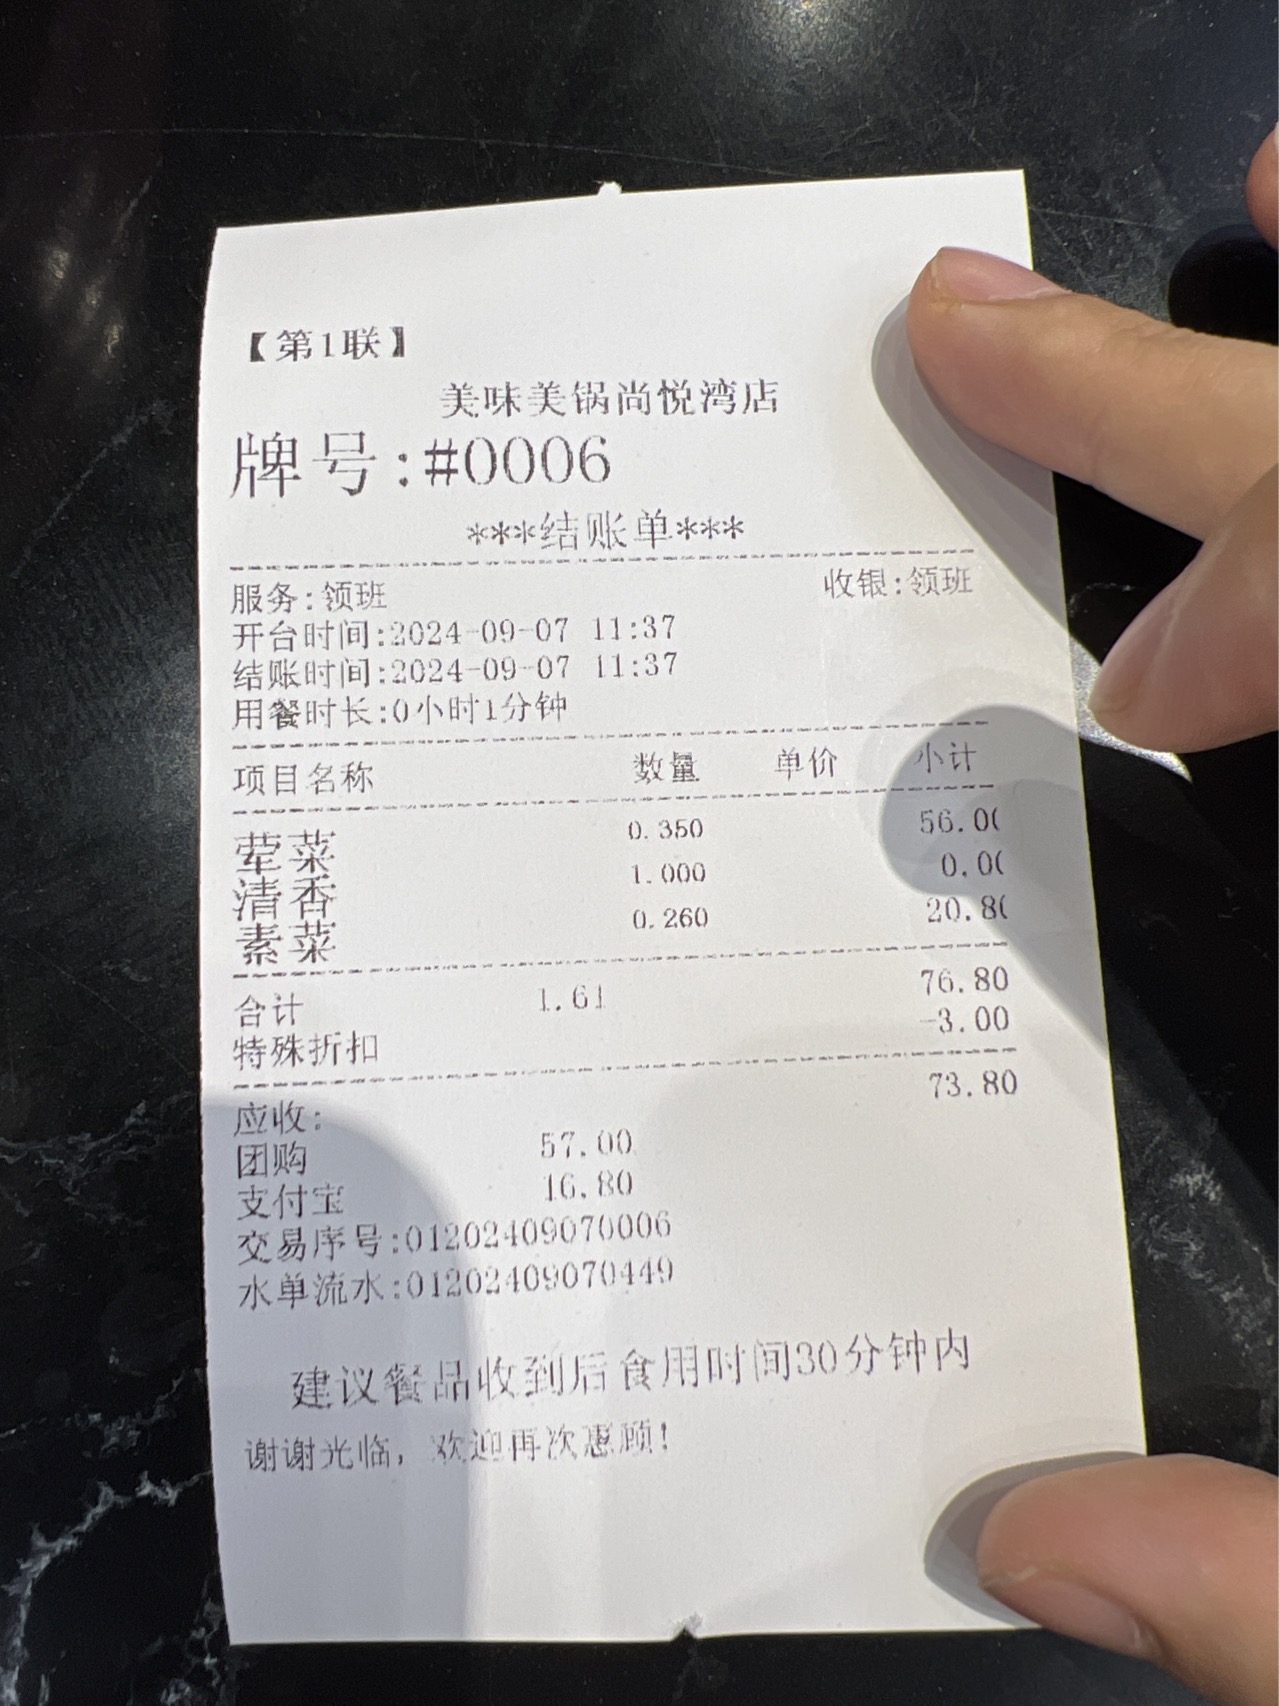 【第1联】
美味美锅尚悦湾店
牌号:#0006
***结账单***
服务:领班 收银:领班
开台时间:2024-09-07 11:37
结账时间:2024-09-07 11:37
用餐时长:0小时1分钟
项目名称 数量 单价 小计
荤菜 0.350 56.0(
清香 1.000 0.0(
素菜 0.260 20.8(
合计 1.61 76.80
特殊折扣 -3.00
应收: 73.80
团购 57.00
支付宝 16.80
交易序号:01202409070006
水单流水:01202409070449
建议餐品收到后食用时间30分钟内
谢谢光临, 欢迎再次惠顾!